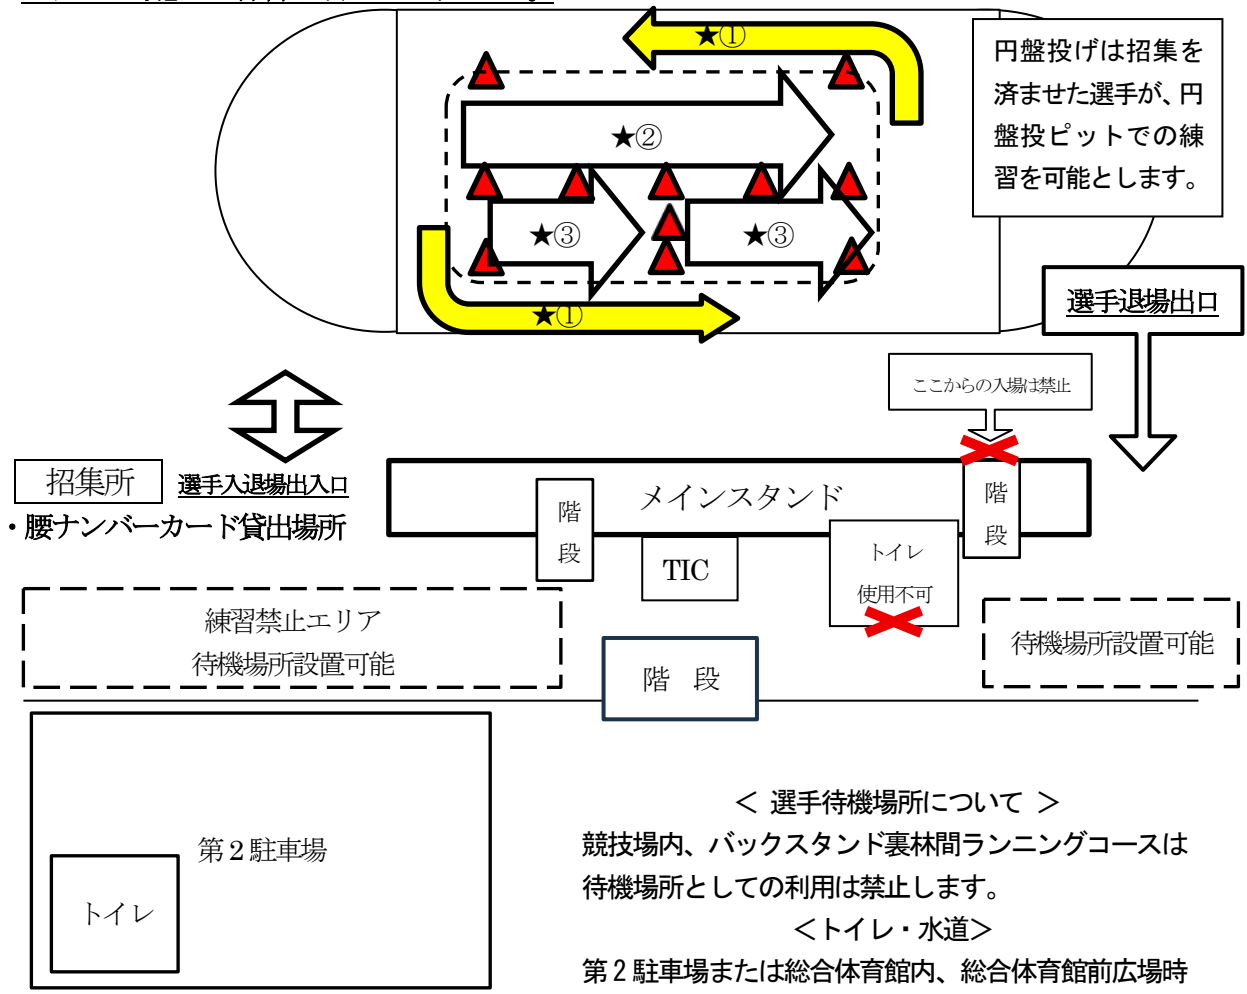 ★①
円盤投げは招集を
済ませた選手が、円
盤投ピットでの練
習を可能とします。
★②
★③
★③
★①
選手退場出口
ここからの入場は禁止
招集所
選手入退場出入口
・腰ナンバーカード貸出場所
メインスタンド
階段
階段
TIC
トイレ
使用不可
練習禁止エリア
待機場所設置可能
待機場所設置可能
階 段
第2駐車場
トイレ
＜ 選手待機場所について ＞
競技場内、バックスタンド裏林間ランニングコースは
待機場所としての利用は禁止します。
＜トイレ・水道＞
第2駐車場または総合体育館内、総合体育館前広場時